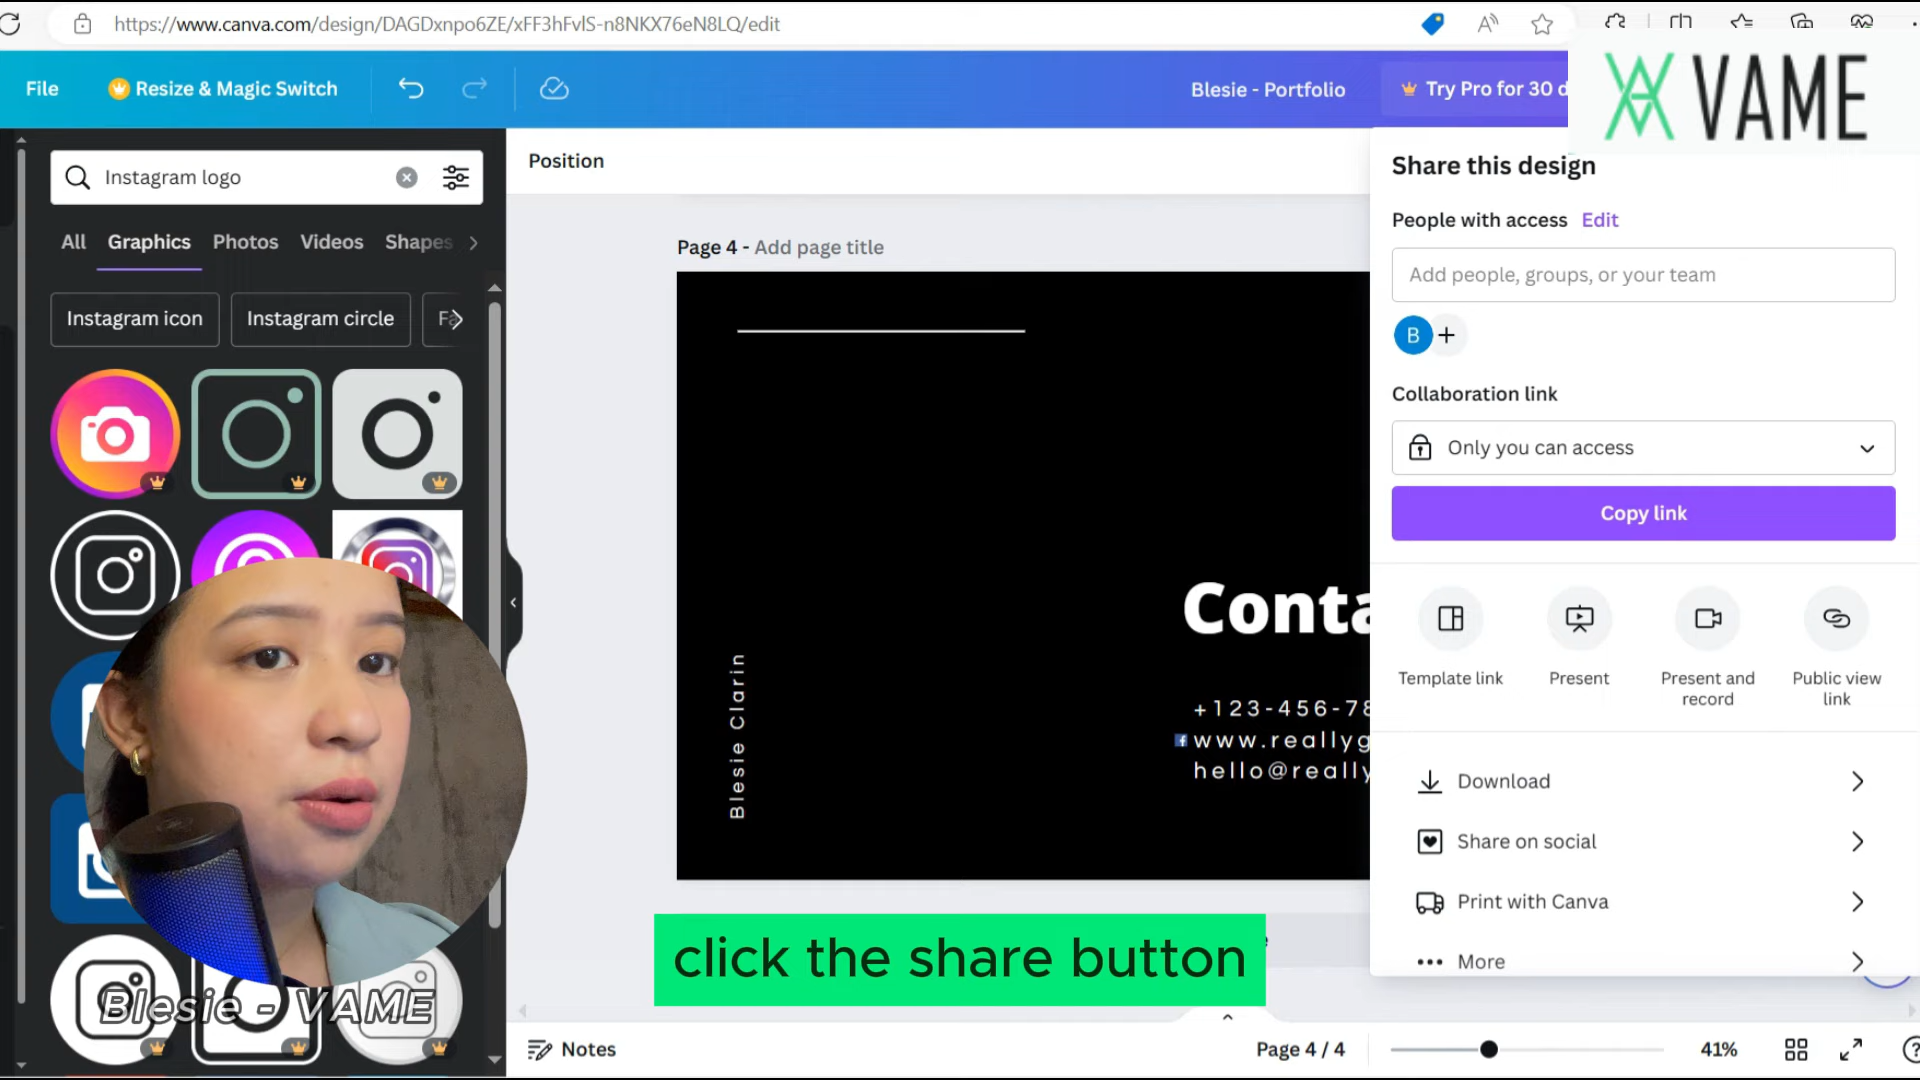 https://www.canva.com/design/DAGDxnpo6ZE/xFF3hFvlS-n8NKX76eN8LQ/edit
File
Resize & Magic Switch
Blesie - Portfolio
Try Pro for 30 d
VAME
Instagram logo
Position
Share this design
People with access Edit
Add people, groups, or your team
All Graphics Photos Videos Shapes
Page 4 - Add page title
Instagram icon
Instagram circle
B
Collaboration link
Only you can access
Copy link
Conta
Template link
Present
Present and record
Public view link
Blesie Clarin
+123-456-78
www.reallyg
hello@really
Download
Share on social
Print with Canva
More
click the share button
Blesie - VAME
Notes
Page 4 / 4
41%